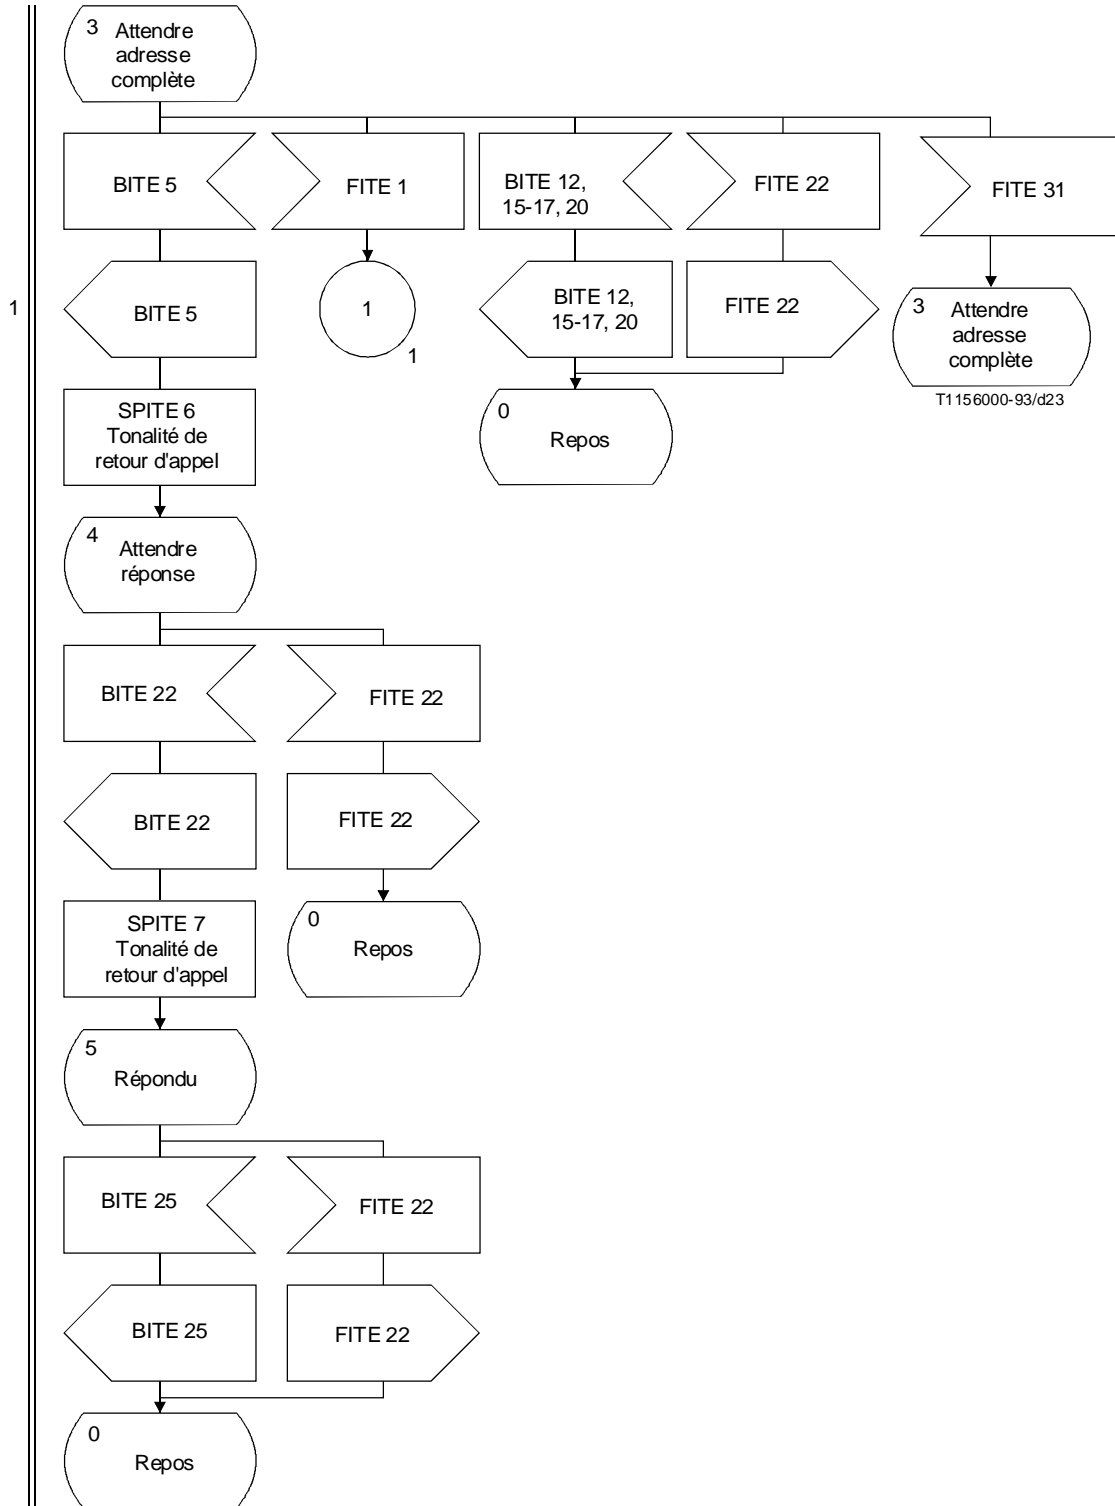 3
Attendre
adresse
complète
BITE 5
FITE 1
BITE 12,
15-17, 20
FITE 22
FITE 31
1
BITE 5
1
1
BITE 12,
15-17, 20
FITE 22
3
Attendre
adresse
complète
T1156000-93/d23
SPITE 6
Tonalité de
retour d'appel
0
Repos
4
Attendre
réponse
BITE 22
FITE 22
BITE 22
FITE 22
SPITE 7
Tonalité de
retour d'appel
0
Repos
5
Répondu
BITE 25
FITE 22
BITE 25
FITE 22
0
Repos